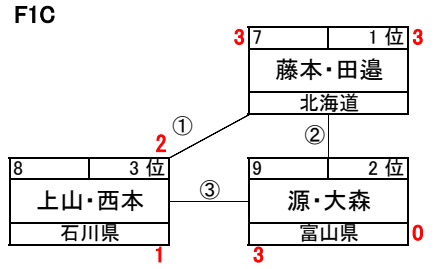 F1C
3 7 1位 3
藤本・田邉
北海道
①
②
2
8 3位
上山・西本
石川県
1
③
9 2位
源・大森
富山県
3 0